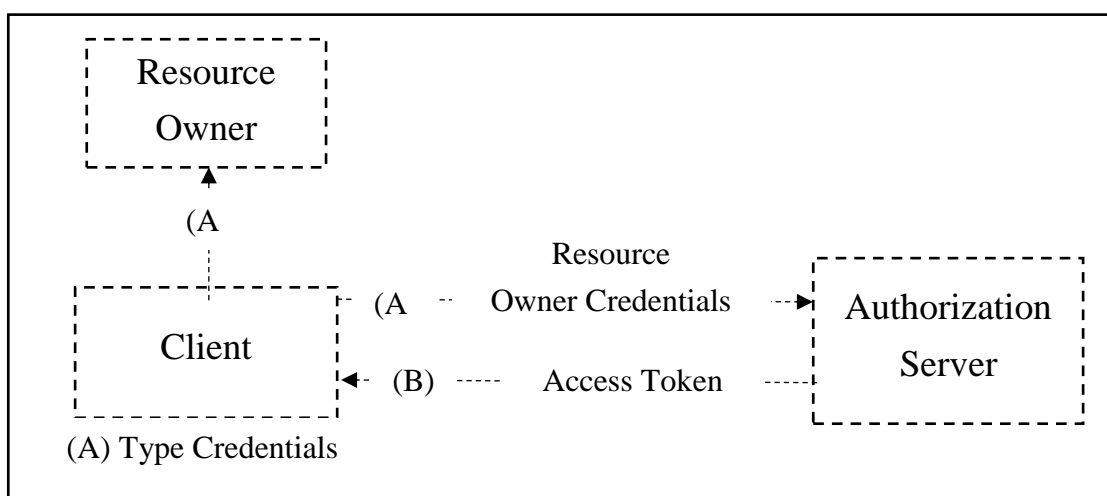 Resource
Owner
(A
Resource
(A Owner Credentials
Client
Authorization
Server
(B) Access Token
(A) Type Credentials